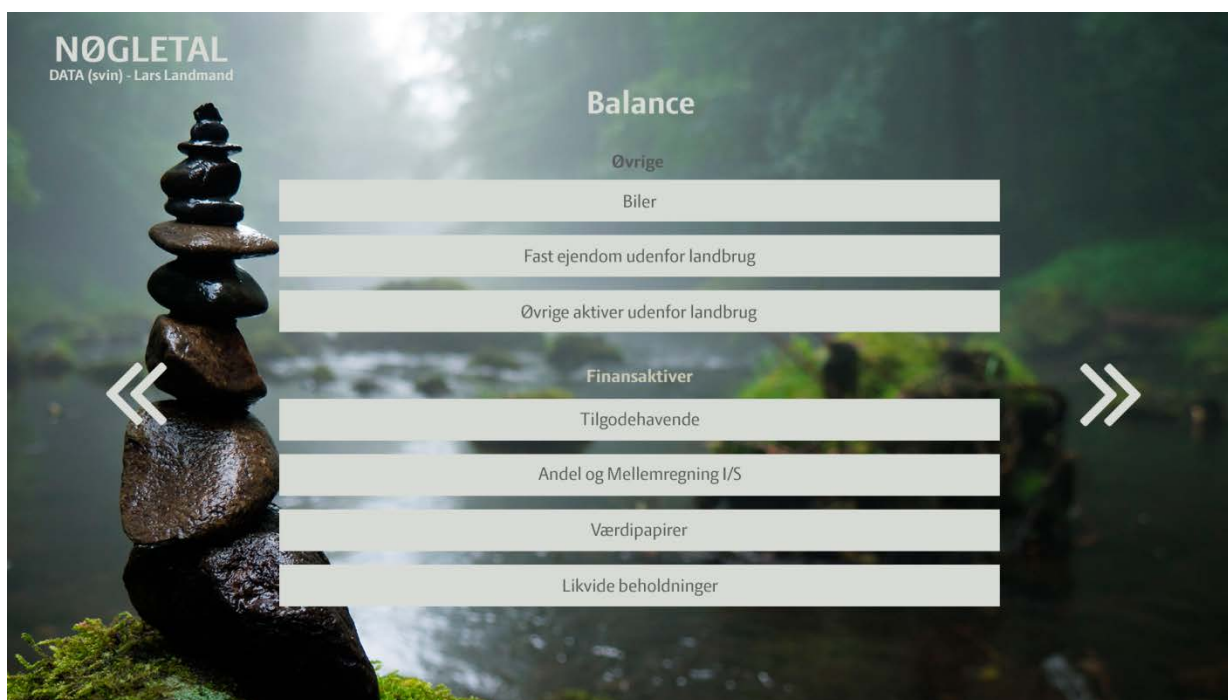 NØGLETAL
DATA (svin) - Lars Landmand
Balance
Øvrige
Biler
Fast ejendom udenfor landbrug
Øvrige aktiver udenfor landbrug
Finansaktiver
Tilgodehavende
Andel og Mellemregning I/S
Værdipapirer
Likvide beholdninger